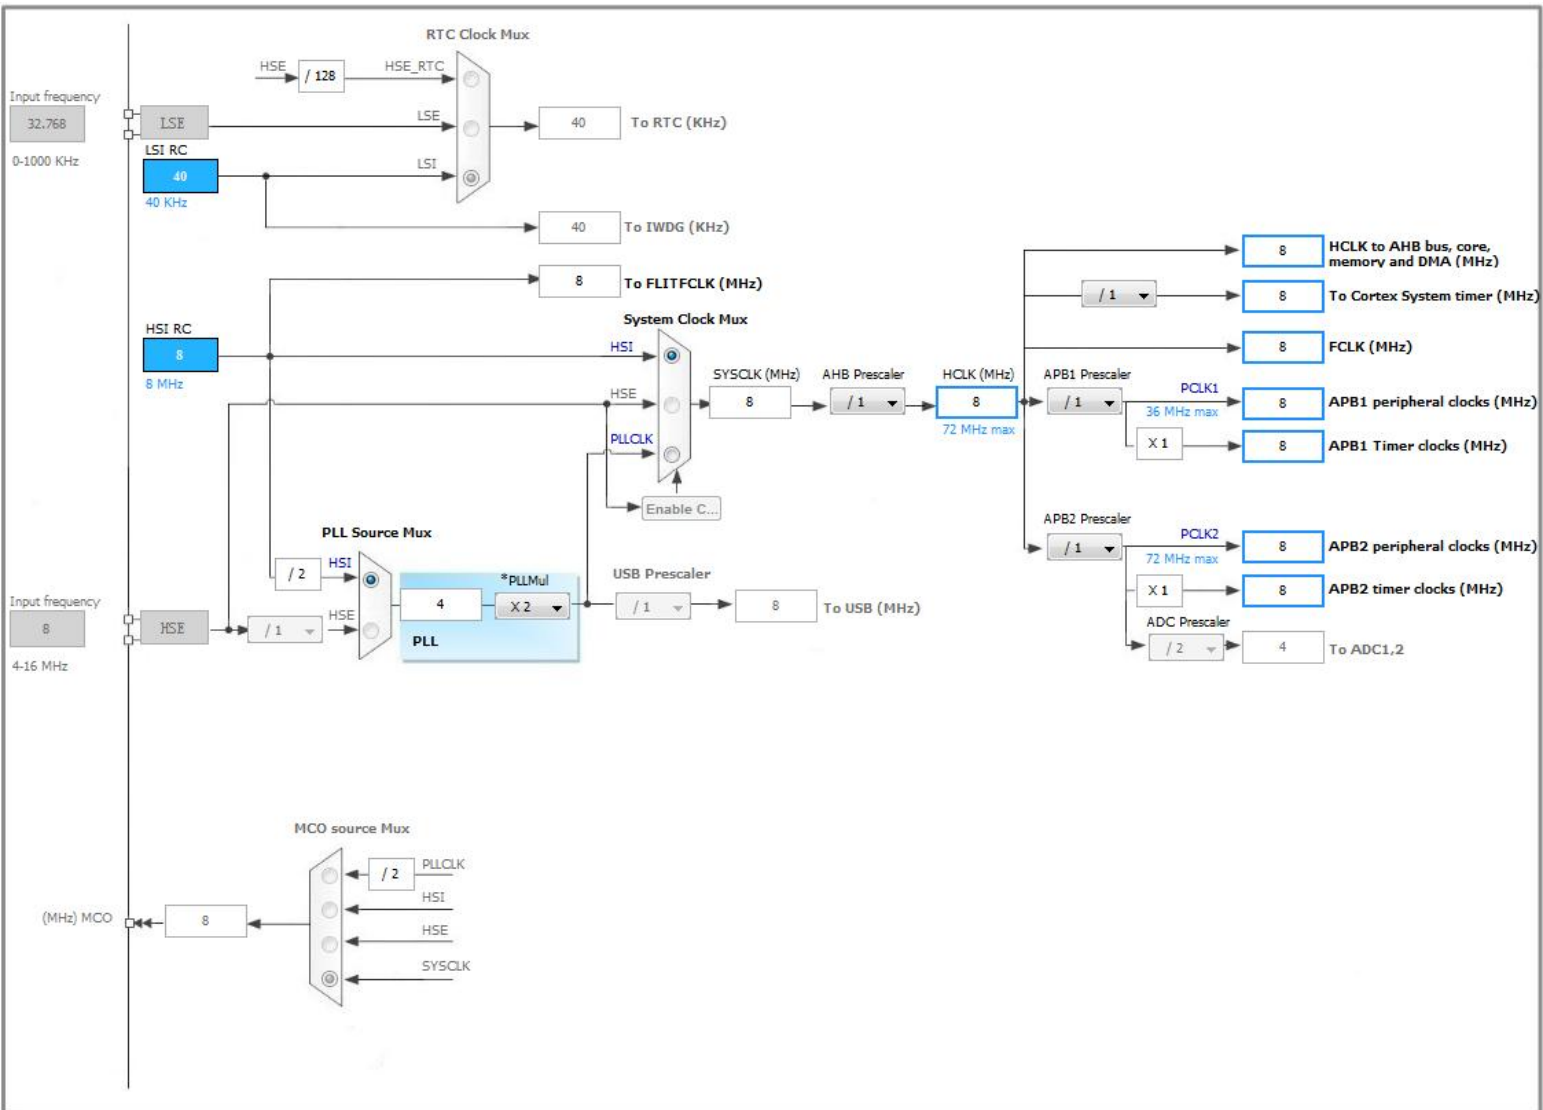 RTC Clock Mux
HSE
/ 128
HSE_RTC
Input frequency
32.768
0-1000 KHz
LSE
LSE
40
To RTC (KHz)
LSI RC
40
40 KHz
LSI
40
To IWDG (KHz)
8
To FLITFCLK (MHz)
HSI RC
8
8 MHz
System Clock Mux
HSI
HSE
PLLCLK
Enable C...
SYSCLK (MHz)
8
AHB Prescaler
/ 1
HCLK (MHz)
8
72 MHz max
8
HCLK to AHB bus, core,
memory and DMA (MHz)
/ 1
8
To Cortex System timer (MHz)
8
FCLK (MHz)
APB1 Prescaler
/ 1
PCLK1
36 MHz max
8
APB1 peripheral clocks (MHz)
X 1
8
APB1 Timer clocks (MHz)
APB2 Prescaler
/ 1
PCLK2
72 MHz max
8
APB2 peripheral clocks (MHz)
X 1
8
APB2 timer clocks (MHz)
ADC Prescaler
/ 2
4
To ADC1,2
PLL Source Mux
/ 2
HSI
Input frequency
8
4-16 MHz
HSE
/ 1
HSE
4
*PLLMul
X 2
PLL
USB Prescaler
/ 1
8
To USB (MHz)
MCO source Mux
/ 2
PLLCLK
HSI
HSE
SYSCLK
(MHz) MCO
8